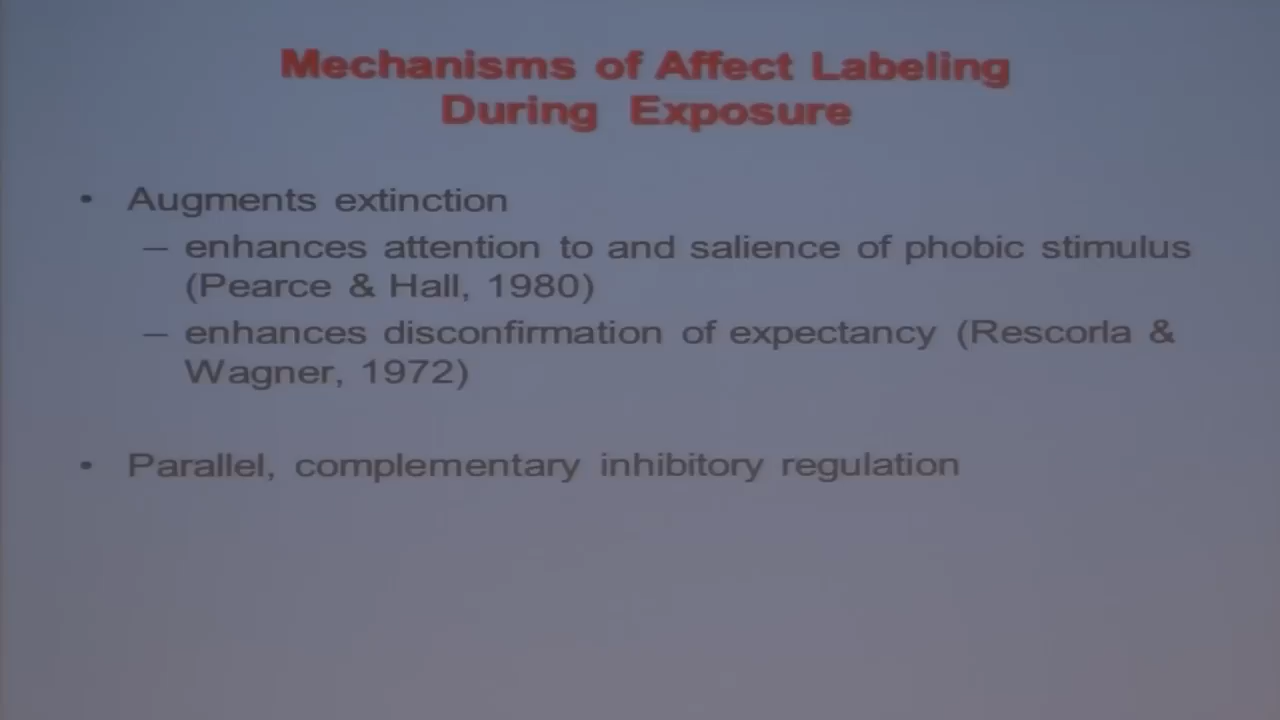 Mechanisms of Affect Labeling
During Exposure
• Augments extinction
– enhances attention to and salience of phobic stimulus
(Pearce & Hall, 1980)
– enhances disconfirmation of expectancy (Rescorla &
Wagner, 1972)
• Parallel, complementary inhibitory regulation